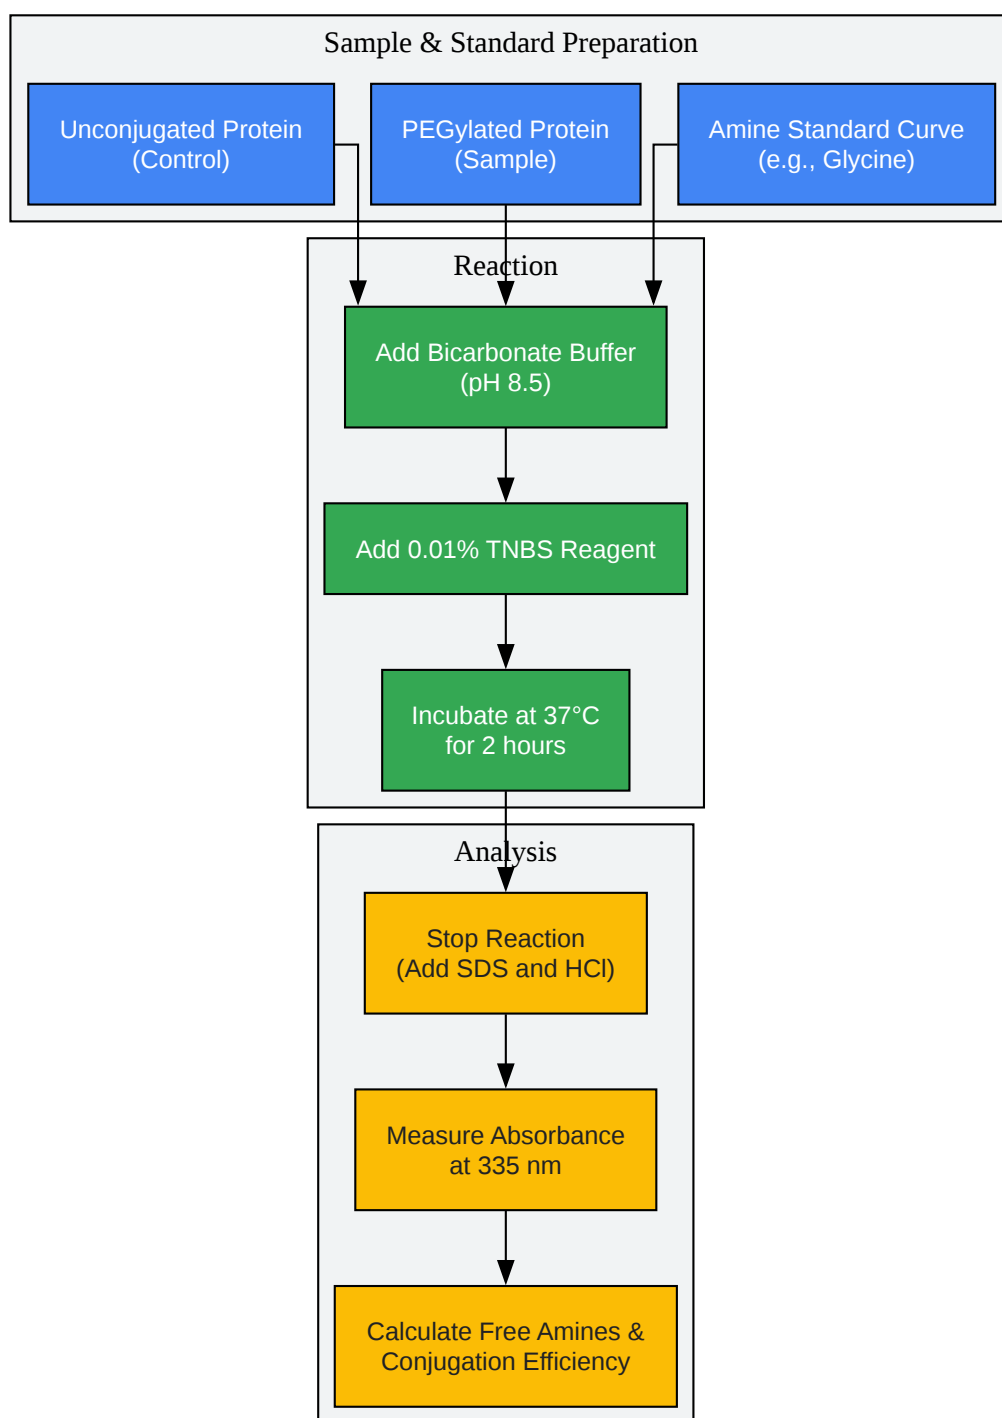 Sample & Standard Preparation
Unconjugated Protein
(Control)
PEGylated Protein
(Sample)
Amine Standard Curve
(e.g., Glycine)
Reaction
Add Bicarbonate Buffer
(pH 8.5)
Add 0.01% TNBS Reagent
Incubate at 37°C
for 2 hours
Analysis
Stop Reaction
(Add SDS and HCl)
Measure Absorbance
at 335 nm
Calculate Free Amines &
Conjugation Efficiency